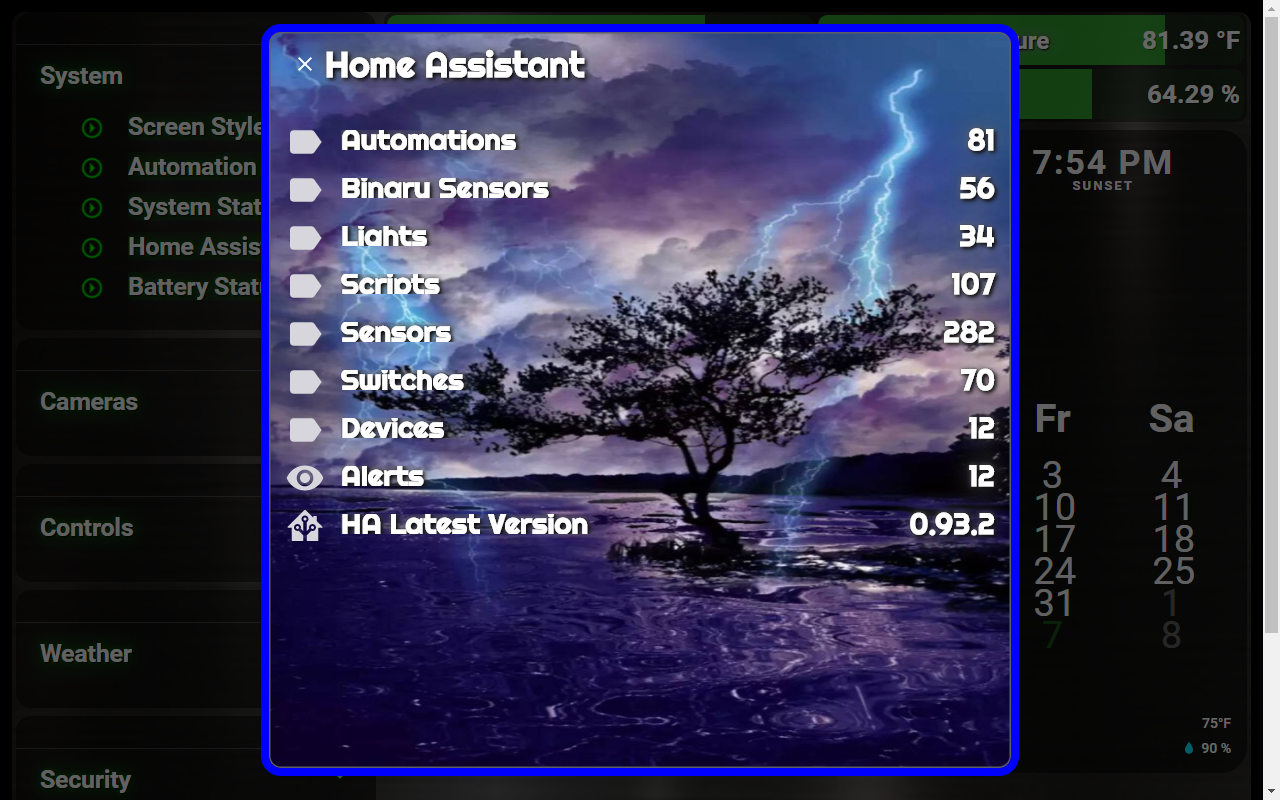 System
Screen Style
Automation
System Stat
Home Assis
Battery Stat
Cameras
Controls
Weather
Security
Home Assistant
Automations 81
Binary Sensors 56
Lights 34
Scripts 107
Sensors 282
Switches 70
Devices 12
Alerts 12
HA Latest Version 0.93.2
ure 81.39 °F
64.29 %
7:54 PM
SUNSET
Fr Sa
3 4
10 11
17 18
24 25
31 1
7 8
75°F
90 %